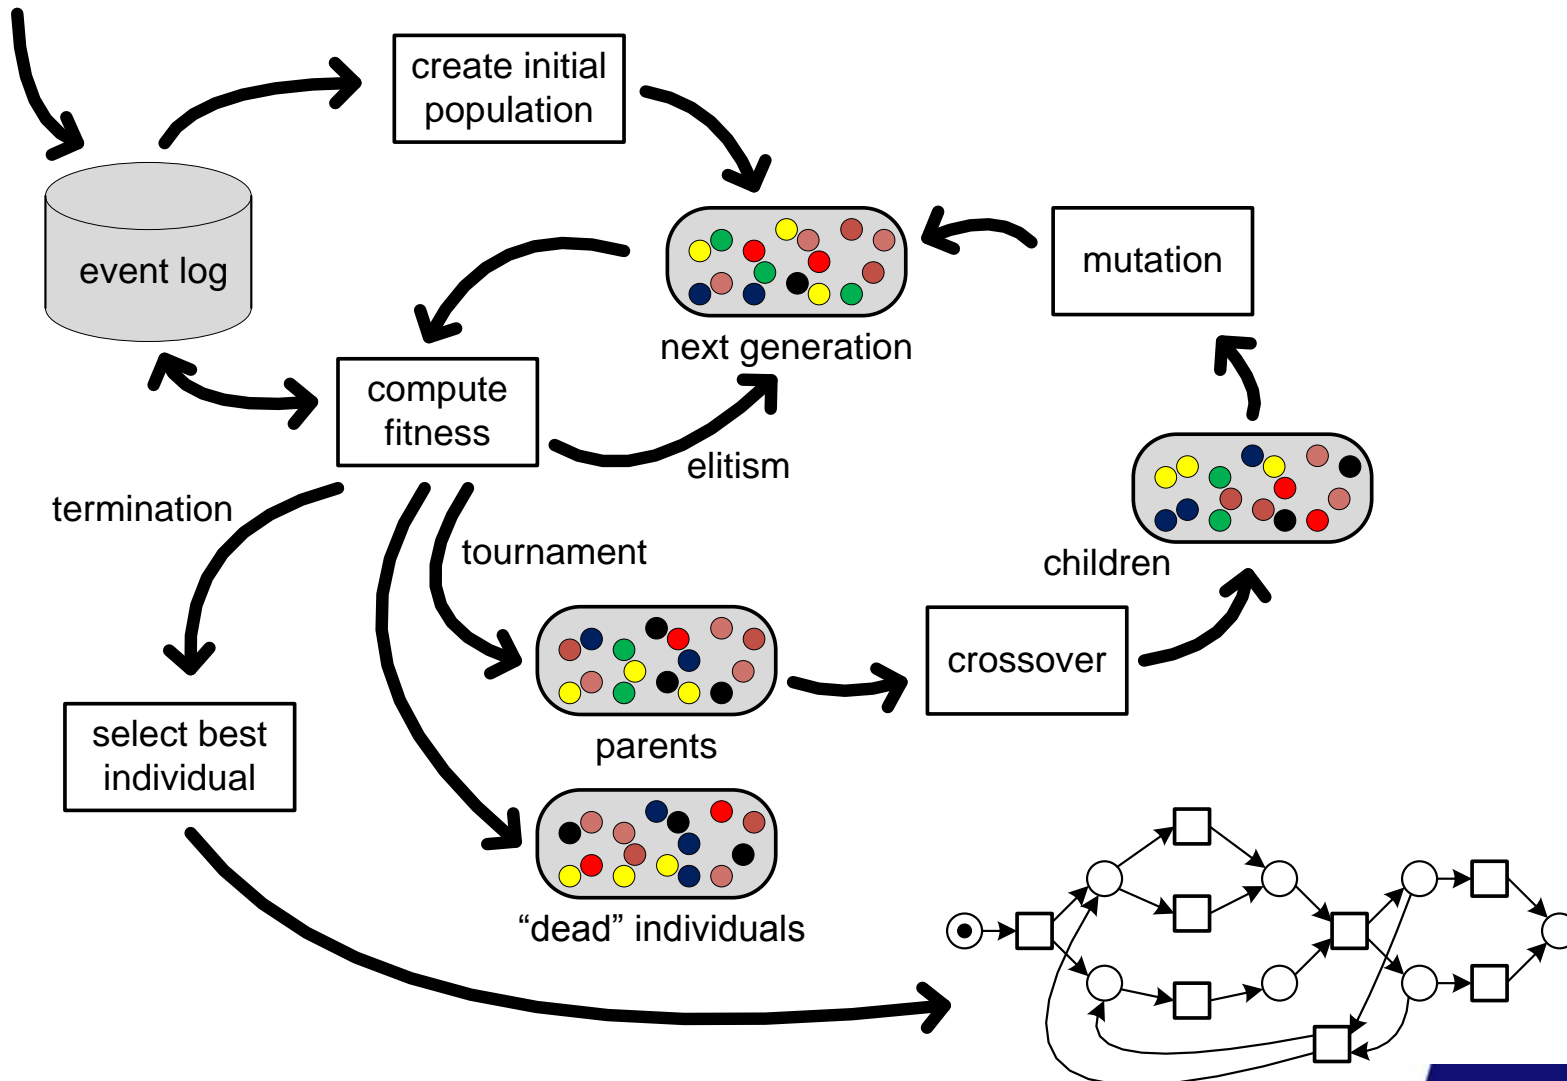 create initial
population
event log
mutation
next generation
compute
fitness
elitism
termination
tournament
children
crossover
select best
individual
parents
“dead” individuals